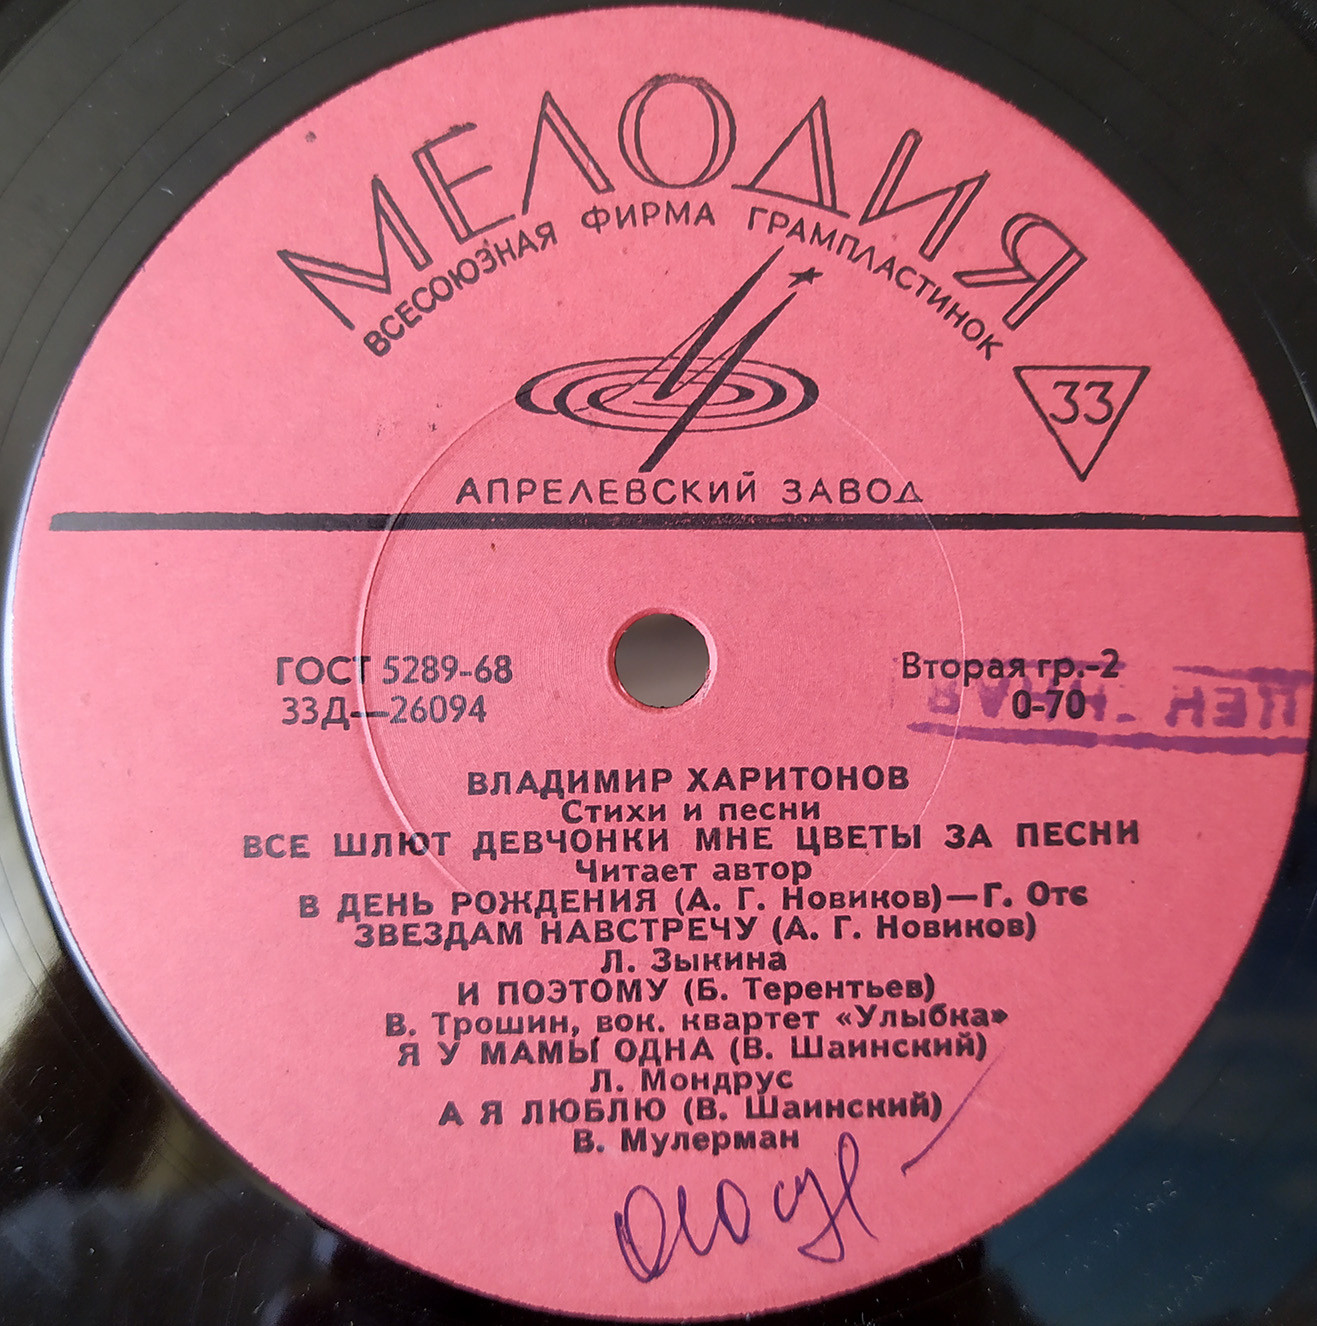 МЕЛОДИЯ
ВСЕСОЮЗНАЯ ФИРМА ГРАМПЛАСТИНОК
33
АПРЕЛЕВСКИЙ ЗАВОД
ГОСТ 5289-68
33Д—26094
Вторая гр.-2
0-70
ВЛАДИМИР ХАРИТОНОВ
Стихи и песни
ВСЕ ШЛЮТ ДЕВЧОНКИ МНЕ ЦВЕТЫ ЗА ПЕСНИ
Читает автор
В ДЕНЬ РОЖДЕНИЯ (А. Г. Новиков)—Г. Отс
ЗВЕЗДАМ НАВСТРЕЧУ (А. Г. Новиков)
Л. Зыкина
И ПОЭТОМУ (Б. Терентьев)
В. Трошин, вок. квартет «Улыбка»
Я У МАМЫ ОДНА (В. Шаинский)
Л. Мондрус
А Я ЛЮБЛЮ (В. Шаинский)
В. Мулерман